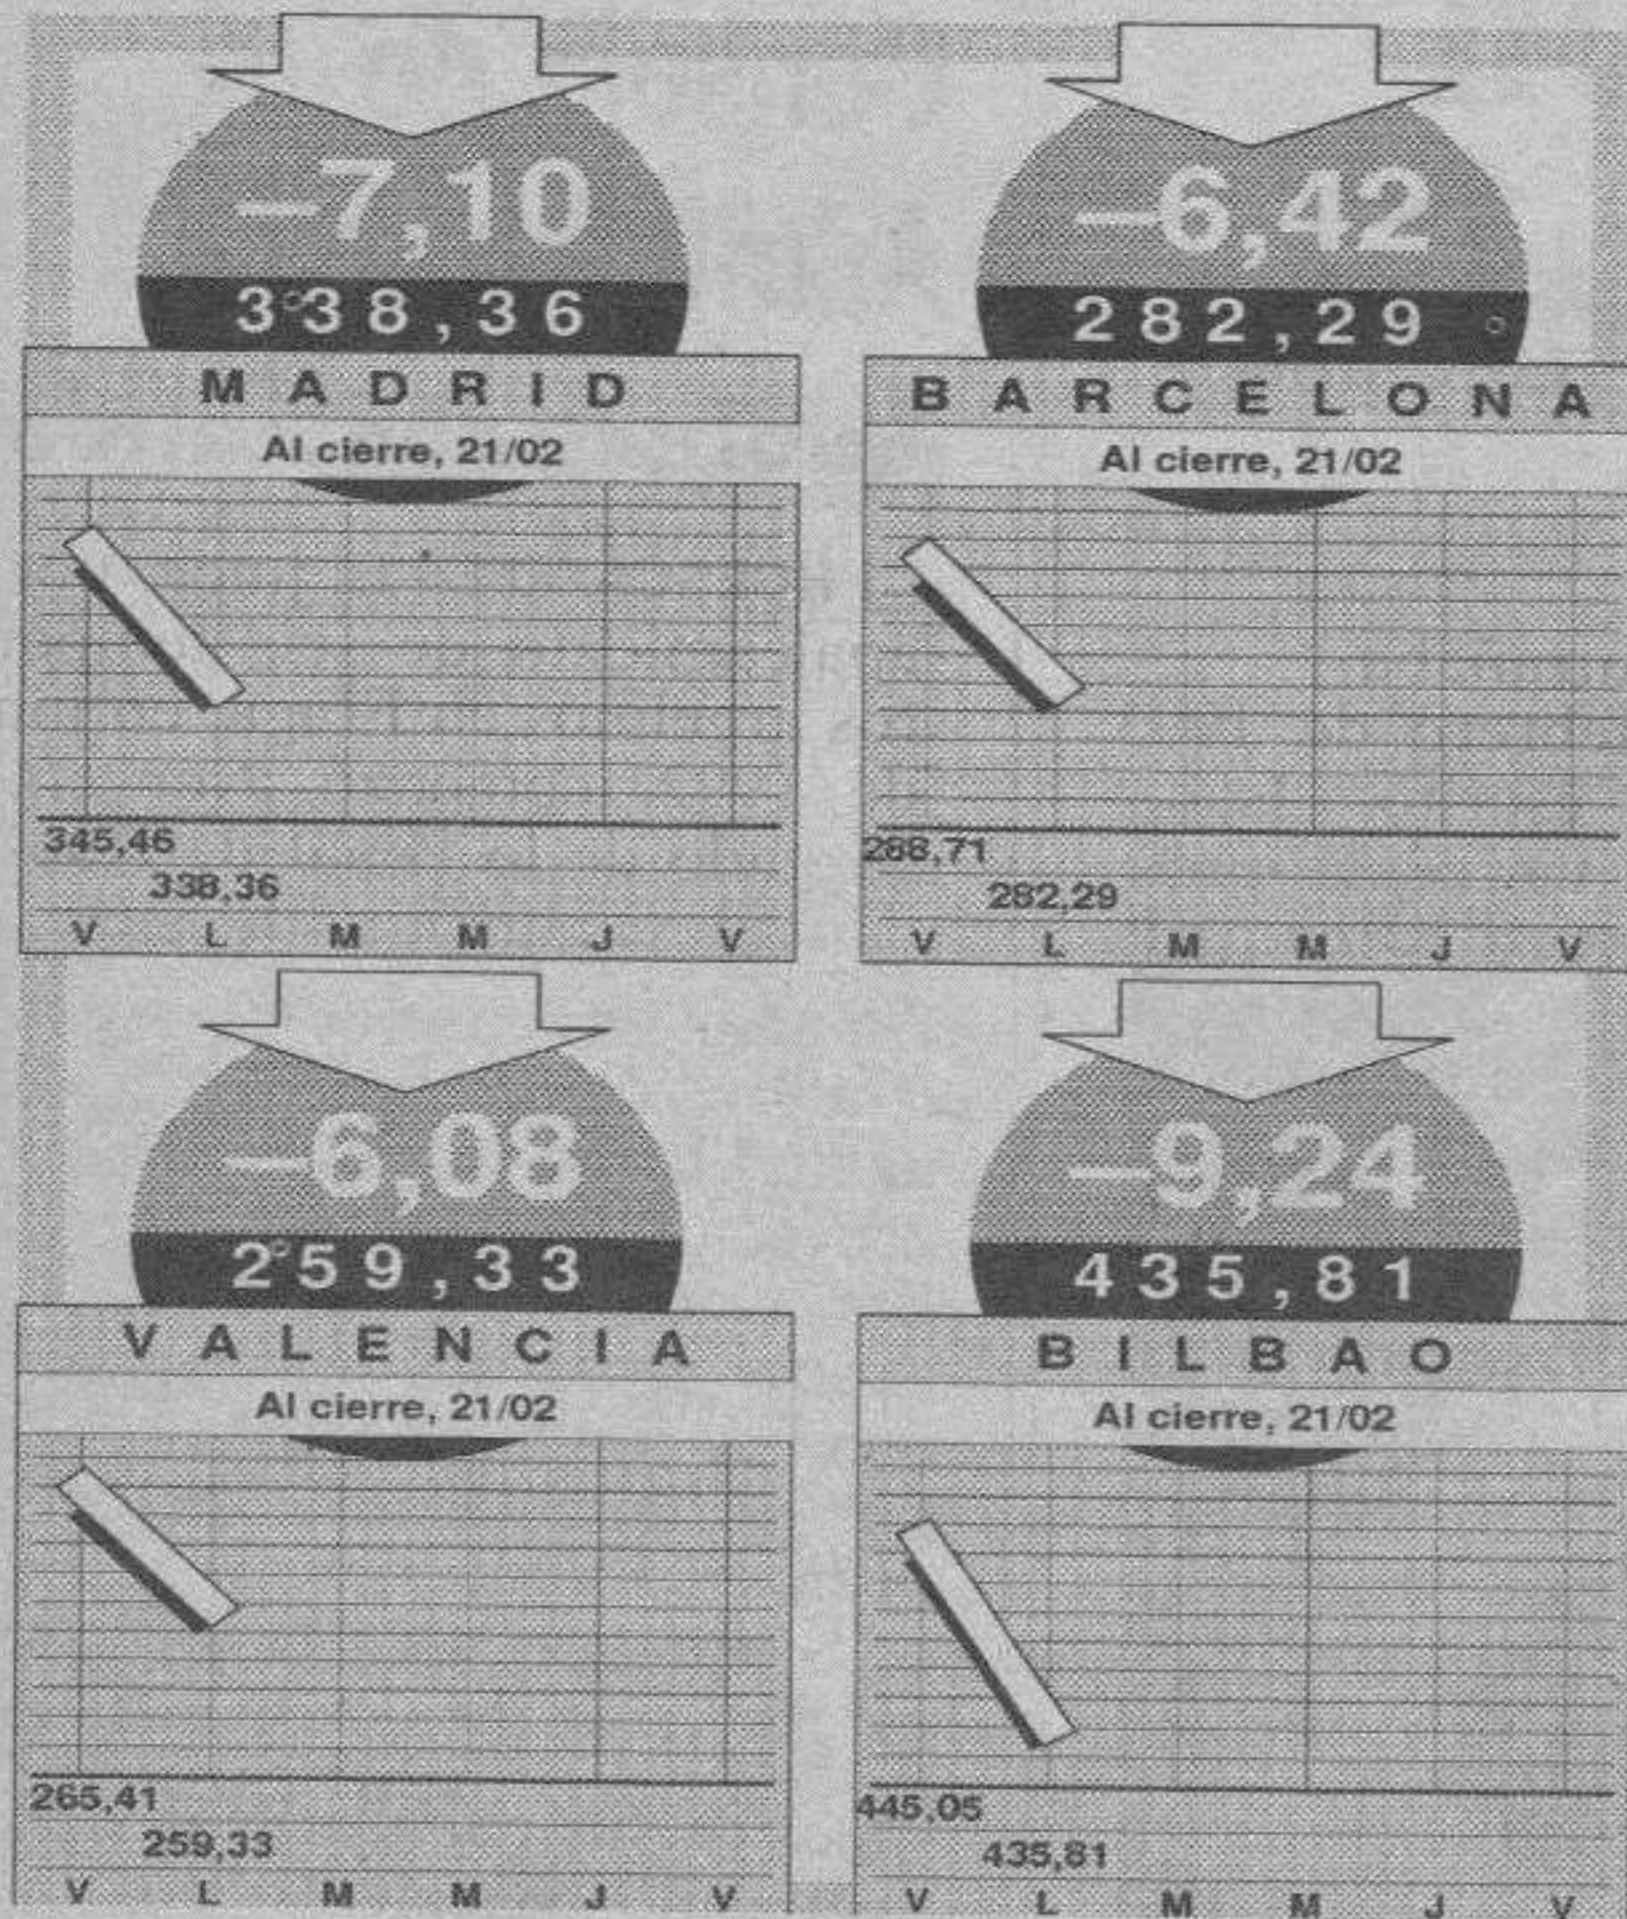 –7,10
338,36
MADRID
Al cierre, 21/02
345,46
338,36
V L M M J V
–6,42
282,29
BARCELONA
Al cierre, 21/02
288,71
282,29
V L M M J V
–6,08
259,33
VALENCIA
Al cierre, 21/02
265,41
259,33
V L M M J V
–9,24
435,81
BILBAO
Al cierre, 21/02
445,05
435,81
V L M M J V